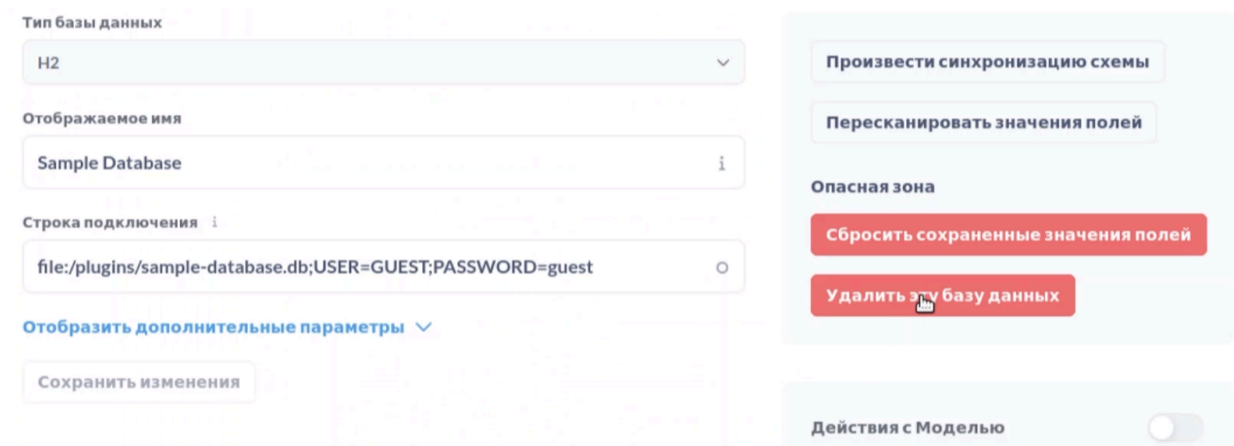 Тип базы данных
H2
Отображаемое имя
Sample Database
Строка подключения
file:/plugins/sample-database.db;USER=GUEST;PASSWORD=guest
Отобразить дополнительные параметры
Сохранить изменения
Произвести синхронизацию схемы
Пересканировать значения полей
Опасная зона
Сбросить сохраненные значения полей
Удалить эту базу данных
Действия с Моделью